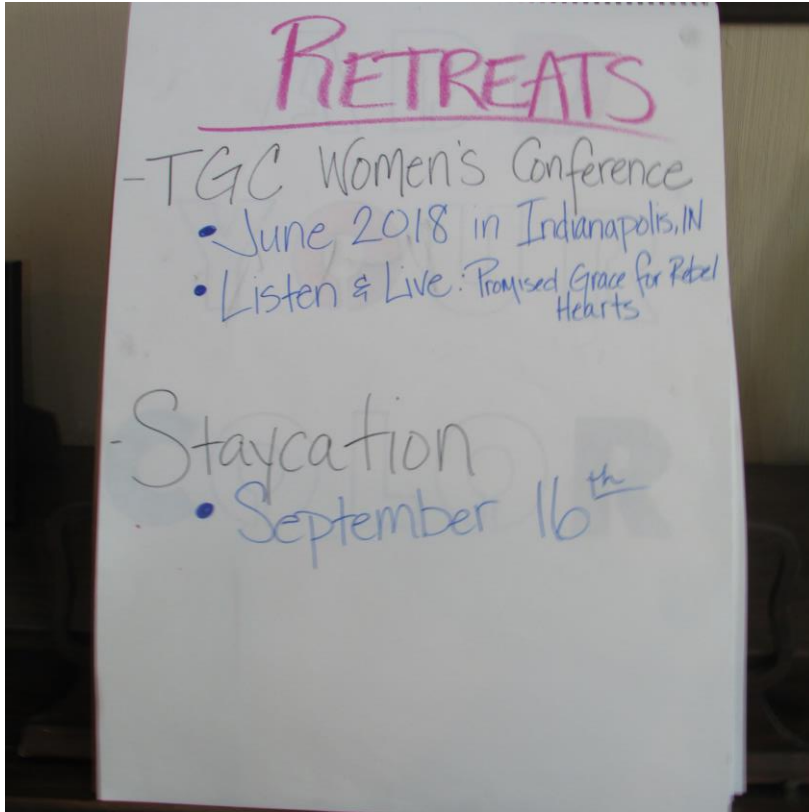 RETREATS
- TGC Women's Conference
• June 2018 in Indianapolis, IN
• Listen & Live: Promised Grace for Rebel
Hearts
- Staycation
• September 16th